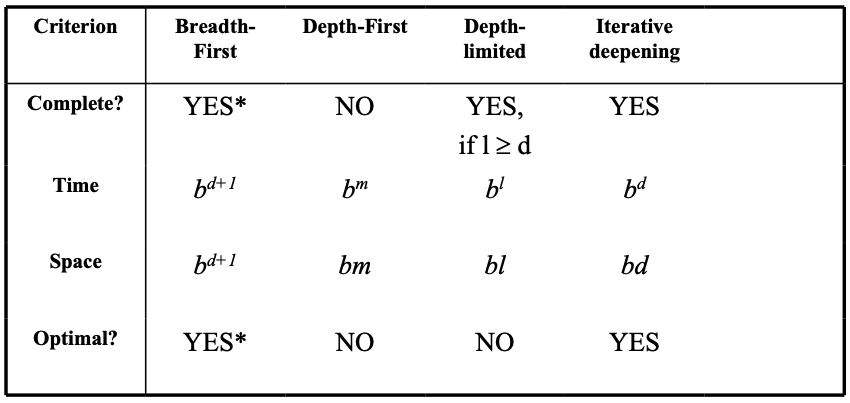 Criterion Breadth-First Depth-First Depth-limited Iterative deepening
Complete? YES* NO YES, if l ≥ d YES
Time b^{d+1} b^m b^l b^d
Space b^{d+1} bm bl bd
Optimal? YES* NO NO YES